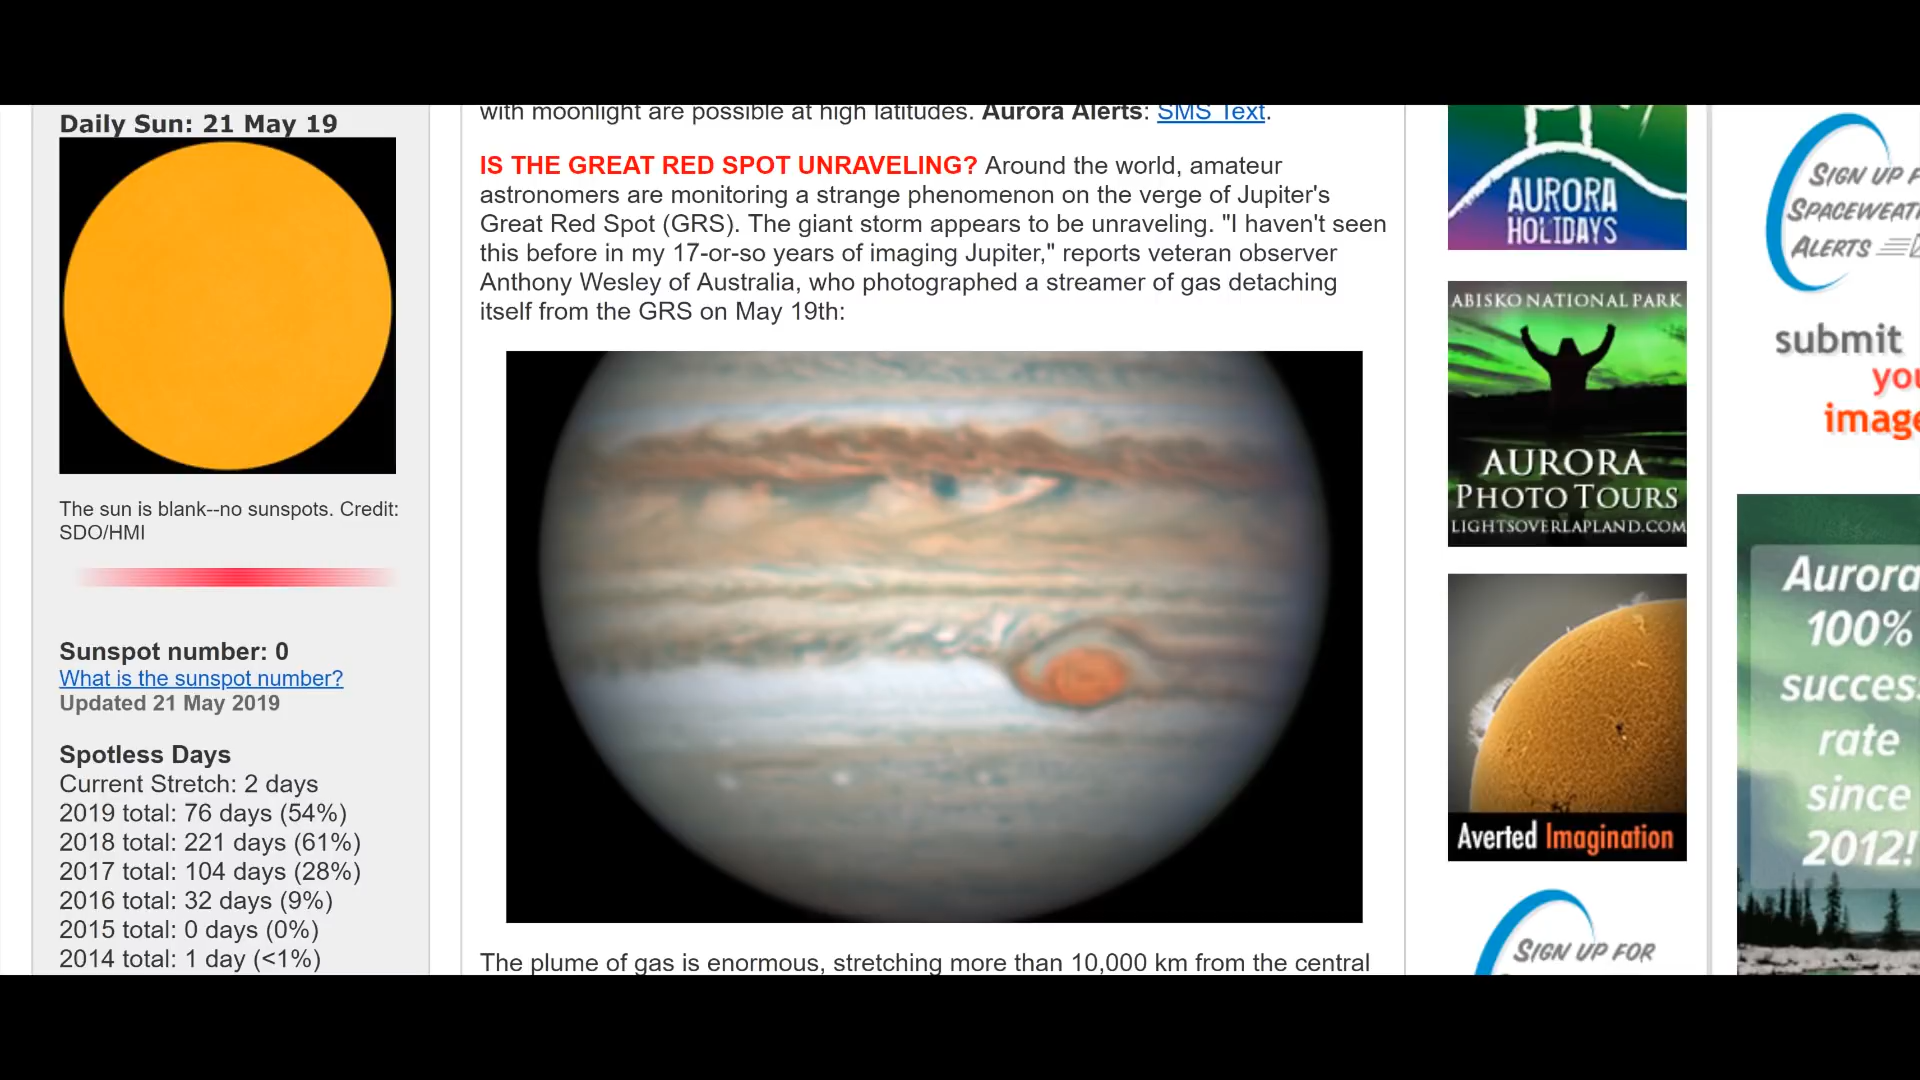 Daily Sun: 21 May 19
The sun is blank--no sunspots. Credit:
SDO/HMI
Sunspot number: 0
What is the sunspot number?
Updated 21 May 2019
Spotless Days
Current Stretch: 2 days
2019 total: 76 days (54%)
2018 total: 221 days (61%)
2017 total: 104 days (28%)
2016 total: 32 days (9%)
2015 total: 0 days (0%)
2014 total: 1 day (<1%)
with moonlight are possible at high latitudes. Aurora Alerts: SMS Text.
IS THE GREAT RED SPOT UNRAVELING? Around the world, amateur
astronomers are monitoring a strange phenomenon on the verge of Jupiter's
Great Red Spot (GRS). The giant storm appears to be unraveling. "I haven't seen
this before in my 17-or-so years of imaging Jupiter," reports veteran observer
Anthony Wesley of Australia, who photographed a streamer of gas detaching
itself from the GRS on May 19th:
The plume of gas is enormous, stretching more than 10,000 km from the central
AURORA
HOLIDAYS
ABISKO NATIONAL PARK
AURORA
PHOTO TOURS
LIGHTSOVERLAPLAND.COM
Averted Imagination
SIGN UP FOR
SIGN UP F
SPACEWEAT
ALERTS
submit
you
image
Aurora
100%
succes
rate
since
2012!